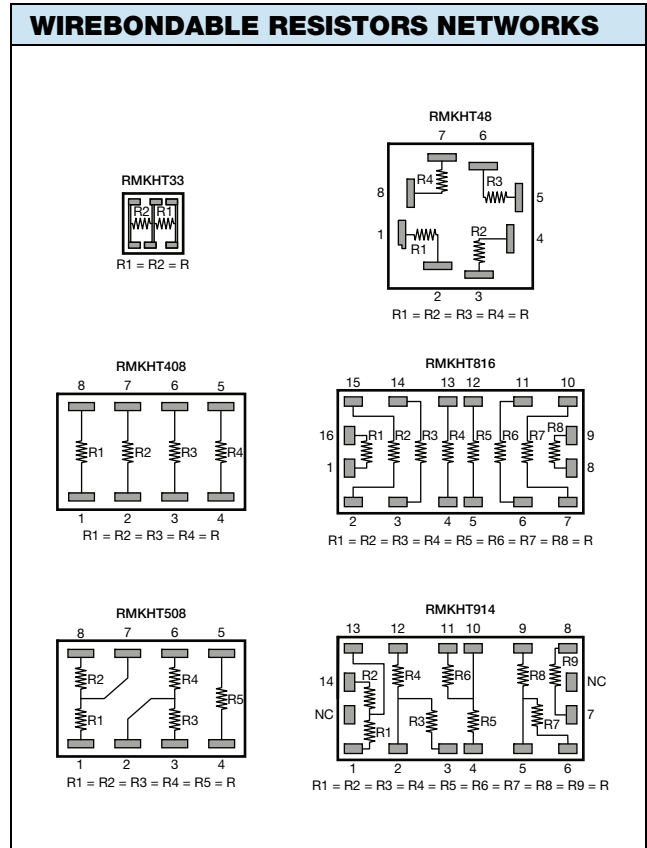 WIREBONDABLE RESISTORS NETWORKS
RMKHT33
R2 R1
R1 = R2 = R
RMKHT48
7 6
R4 R3
8 5
1 R2 4
R1
2 3
R1 = R2 = R3 = R4 = R
RMKHT408
8 7 6 5
R1 R2 R3 R4
1 2 3 4
R1 = R2 = R3 = R4 = R
RMKHT816
15 14 13 12 11 10
16 R1 R2 R3 R4 R5 R6 R7 R8 9
1 8
2 3 4 5 6 7
R1 = R2 = R3 = R4 = R5 = R6 = R7 = R8 = R
RMKHT508
8 7 6 5
R2 R4
R1 R3 R5
1 2 3 4
R1 = R2 = R3 = R4 = R5 = R
RMKHT914
13 12 11 10 9 8
R2 R4 R6 R8 R9
14 NC
NC R1 R3 R5 R7 7
1 2 3 4 5 6
R1 = R2 = R3 = R4 = R5 = R6 = R7 = R8 = R9 = R